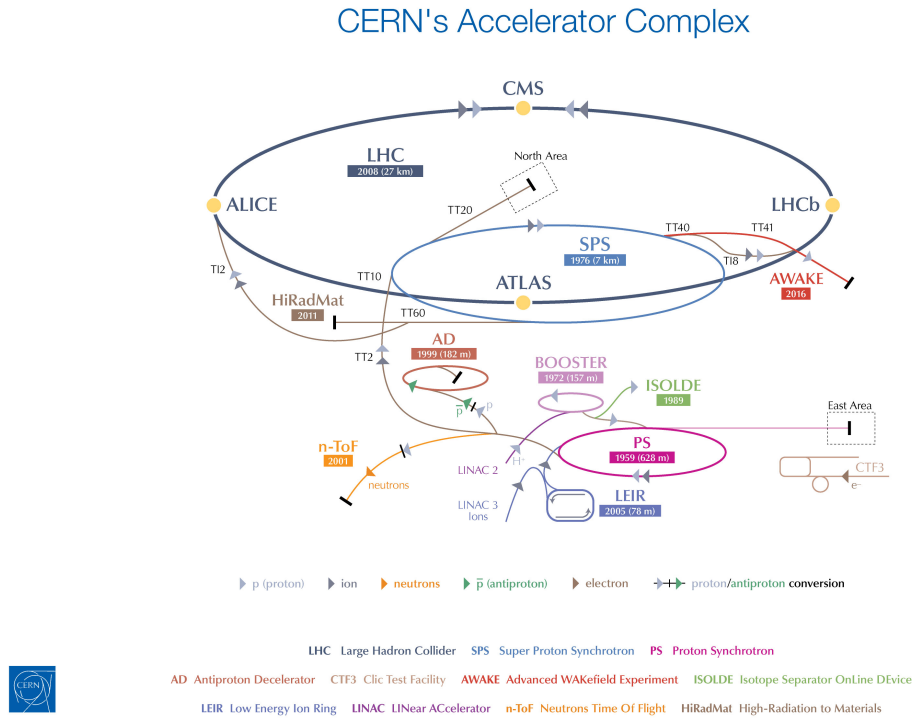 CERN's Accelerator Complex
CMS
LHC
2008 (27 km)
North Area
ALICE
LHCb
TT20
TT40
TT41
SPS
1976 (7 km)
TI8
TI2
TT10
ATLAS
AWAKE
2016
HiRadMat
2011
TT60
TT2
AD
1999 (182 m)
BOOSTER
1972 (157 m)
ISOLDE
1989
p̅
p
East Area
n-ToF
2001
PS
1959 (628 m)
H⁺
LINAC 2
neutrons
CTF3
e⁻
LINAC 3
Ions
LEIR
2005 (78 m)
p (proton)
ion
neutrons
p̅ (antiproton)
electron
proton/antiproton conversion
LHC Large Hadron Collider SPS Super Proton Synchrotron PS Proton Synchrotron
AD Antiproton Decelerator CTF3 Clic Test Facility AWAKE Advanced WAKefield Experiment ISOLDE Isotope Separator OnLine DEvice
LEIR Low Energy Ion Ring LINAC LINear ACcelerator n-ToF Neutrons Time Of Flight HiRadMat High-Radiation to Materials
CERN